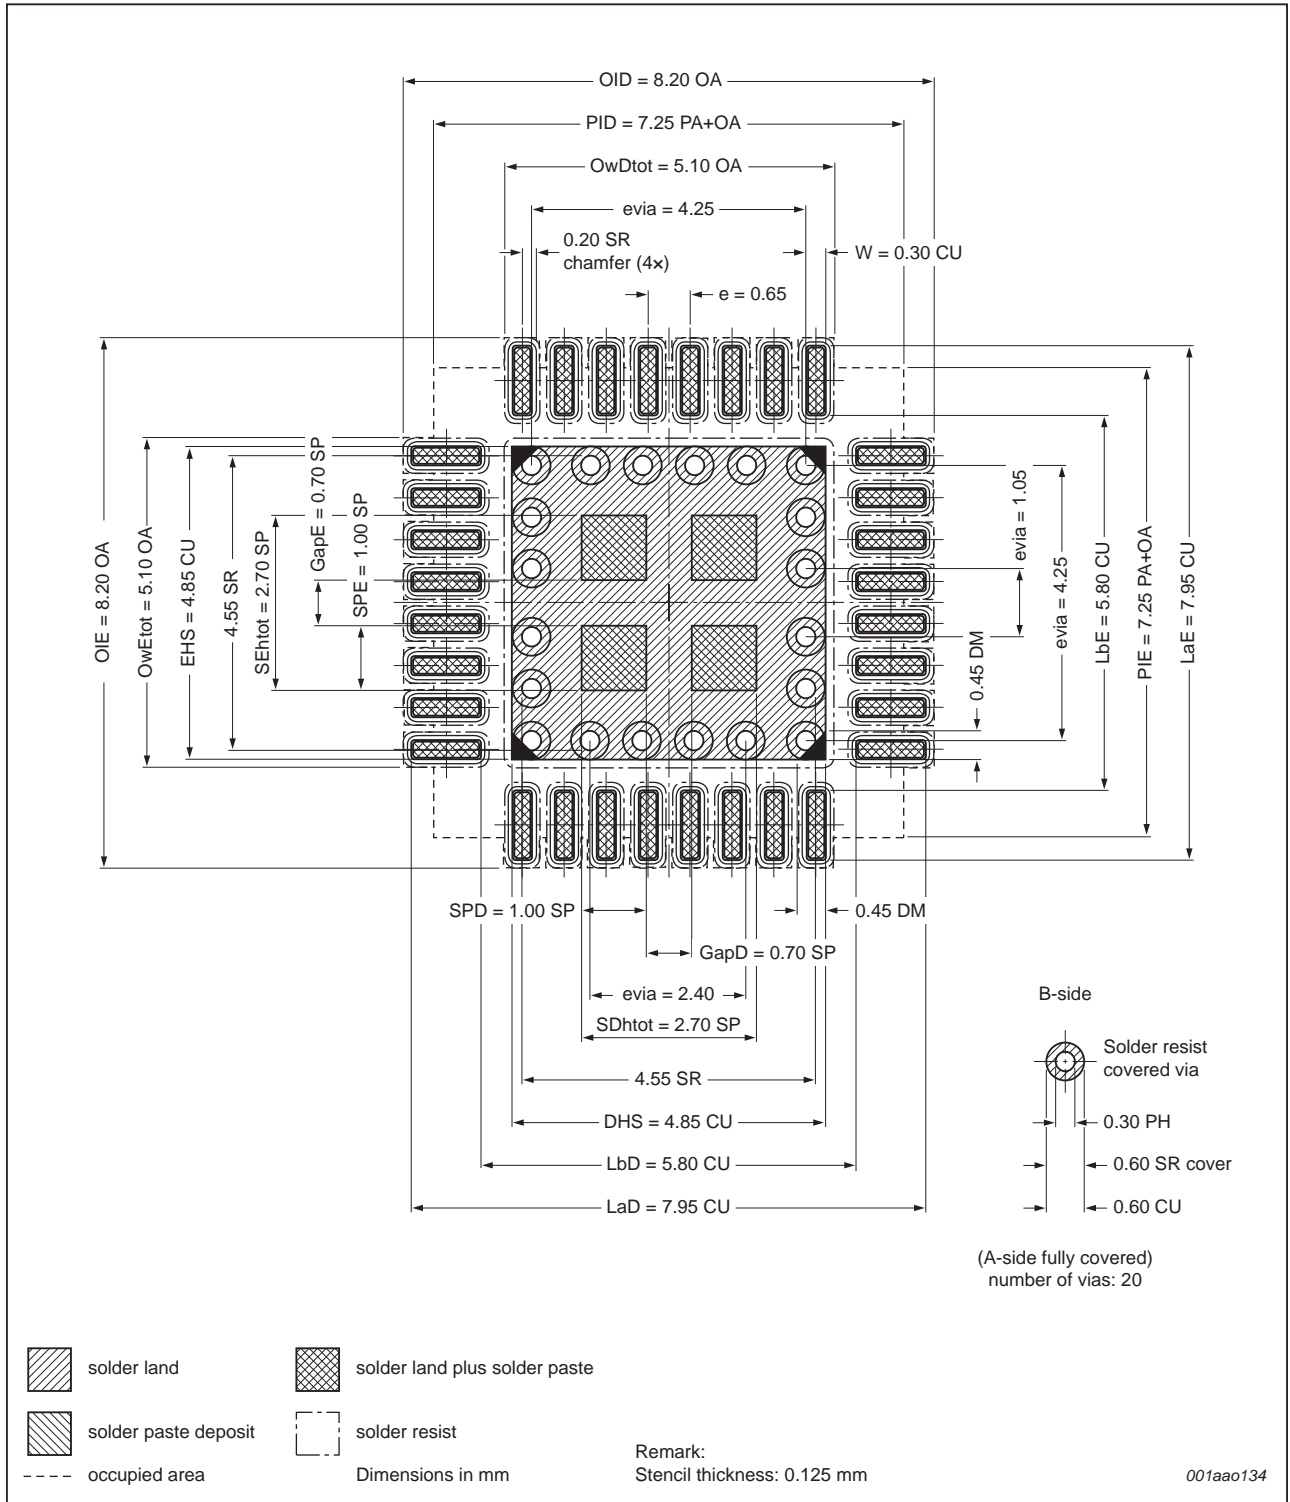 OID = 8.20 OA
PID = 7.25 PA+OA
OwDtot = 5.10 OA
evia = 4.25
0.20 SR
chamfer (4×)
W = 0.30 CU
e = 0.65
OIE = 8.20 OA
OwEtot = 5.10 OA
EHS = 4.85 CU
4.55 SR
SEhtot = 2.70 SP
GapE = 0.70 SP
SPE = 1.00 SP
0.45 DM
evia = 1.05
evia = 4.25
LbE = 5.80 CU
PIE = 7.25 PA+OA
LaE = 7.95 CU
SPD = 1.00 SP
0.45 DM
GapD = 0.70 SP
evia = 2.40
SDhtot = 2.70 SP
4.55 SR
DHS = 4.85 CU
LbD = 5.80 CU
LaD = 7.95 CU
B-side
Solder resist
covered via
0.30 PH
0.60 SR cover
0.60 CU
(A-side fully covered)
number of vias: 20
solder land
solder land plus solder paste
solder paste deposit
solder resist
occupied area
Dimensions in mm
Remark:
Stencil thickness: 0.125 mm
001aao134